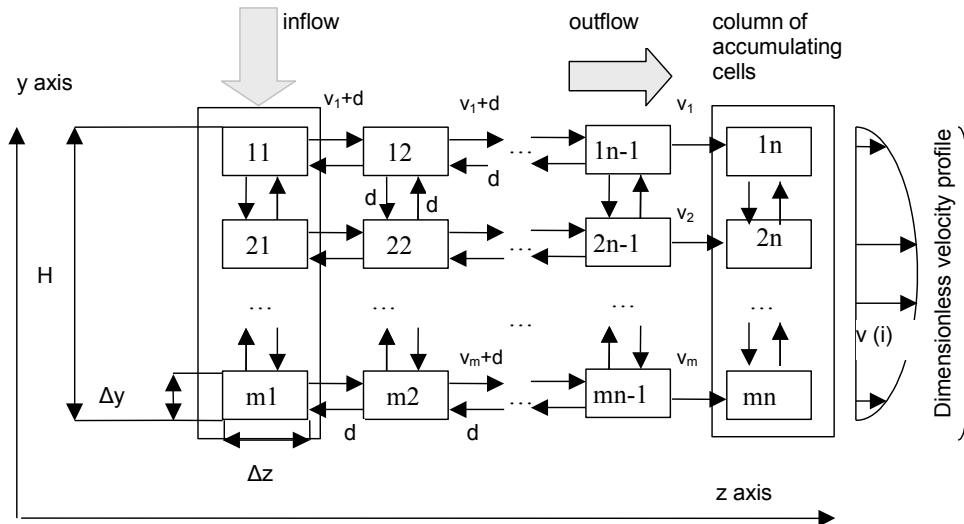 inflow
outflow
column of
accumulating
cells
y axis
v₁+d
v₁+d
v₁
11
12
...
1n-1
1n
d
d
d
v₂
21
22
...
2n-1
2n
H
...
...
...
...
...
v (i)
vₘ+d
vₘ
Δy
m1
m2
...
mn-1
mn
d
d
Δz
z axis
Dimensionless velocity profile